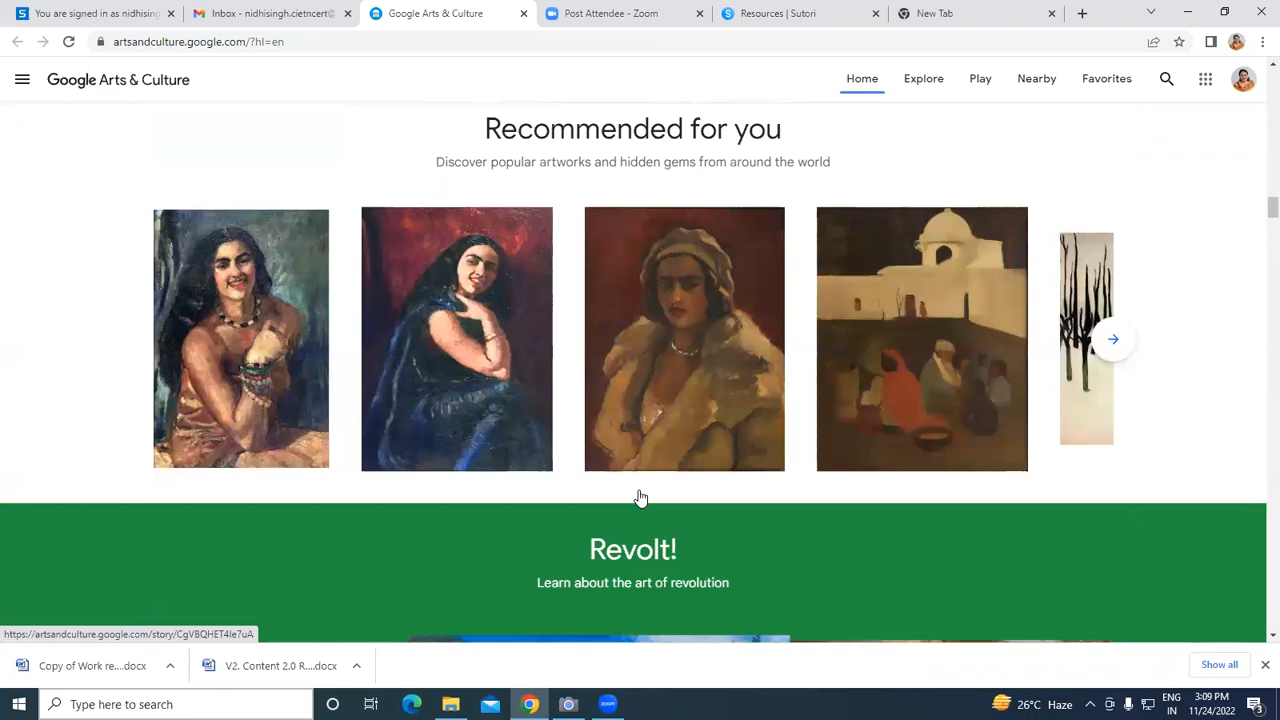 You are signed in as nidhising
Inbox - nidhisingh.cietncert@
Google Arts & Culture
Post Attendee - Zoom
Resources | Sutori
New Tab
artsandculture.google.com/?hl=en
Google Arts & Culture
Home
Explore
Play
Nearby
Favorites
Recommended for you
Discover popular artworks and hidden gems from around the world
Revolt!
Learn about the art of revolution
https://artsandculture.google.com/story/CgVBQHET4Ie7uA
Copy of Work re....docx
V2. Content 2.0 R....docx
Show all
Type here to search
zoom
26°C Haze
ENG
IN
3:09 PM
11/24/2022
3